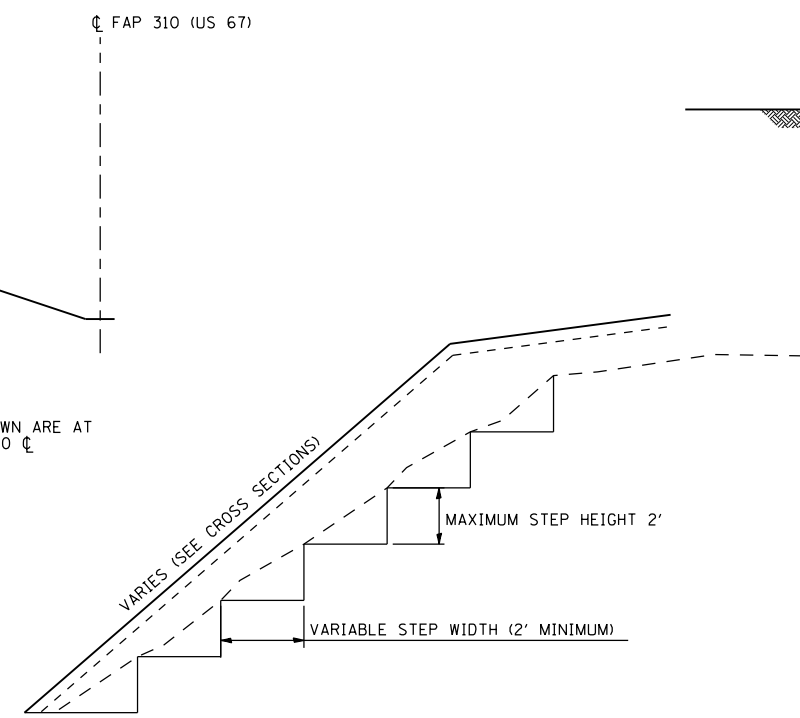 ℄ FAP 310 (US 67)
WN ARE AT
0 ℄
VARIES (SEE CROSS SECTIONS)
MAXIMUM STEP HEIGHT 2'
VARIABLE STEP WIDTH (2' MINIMUM)